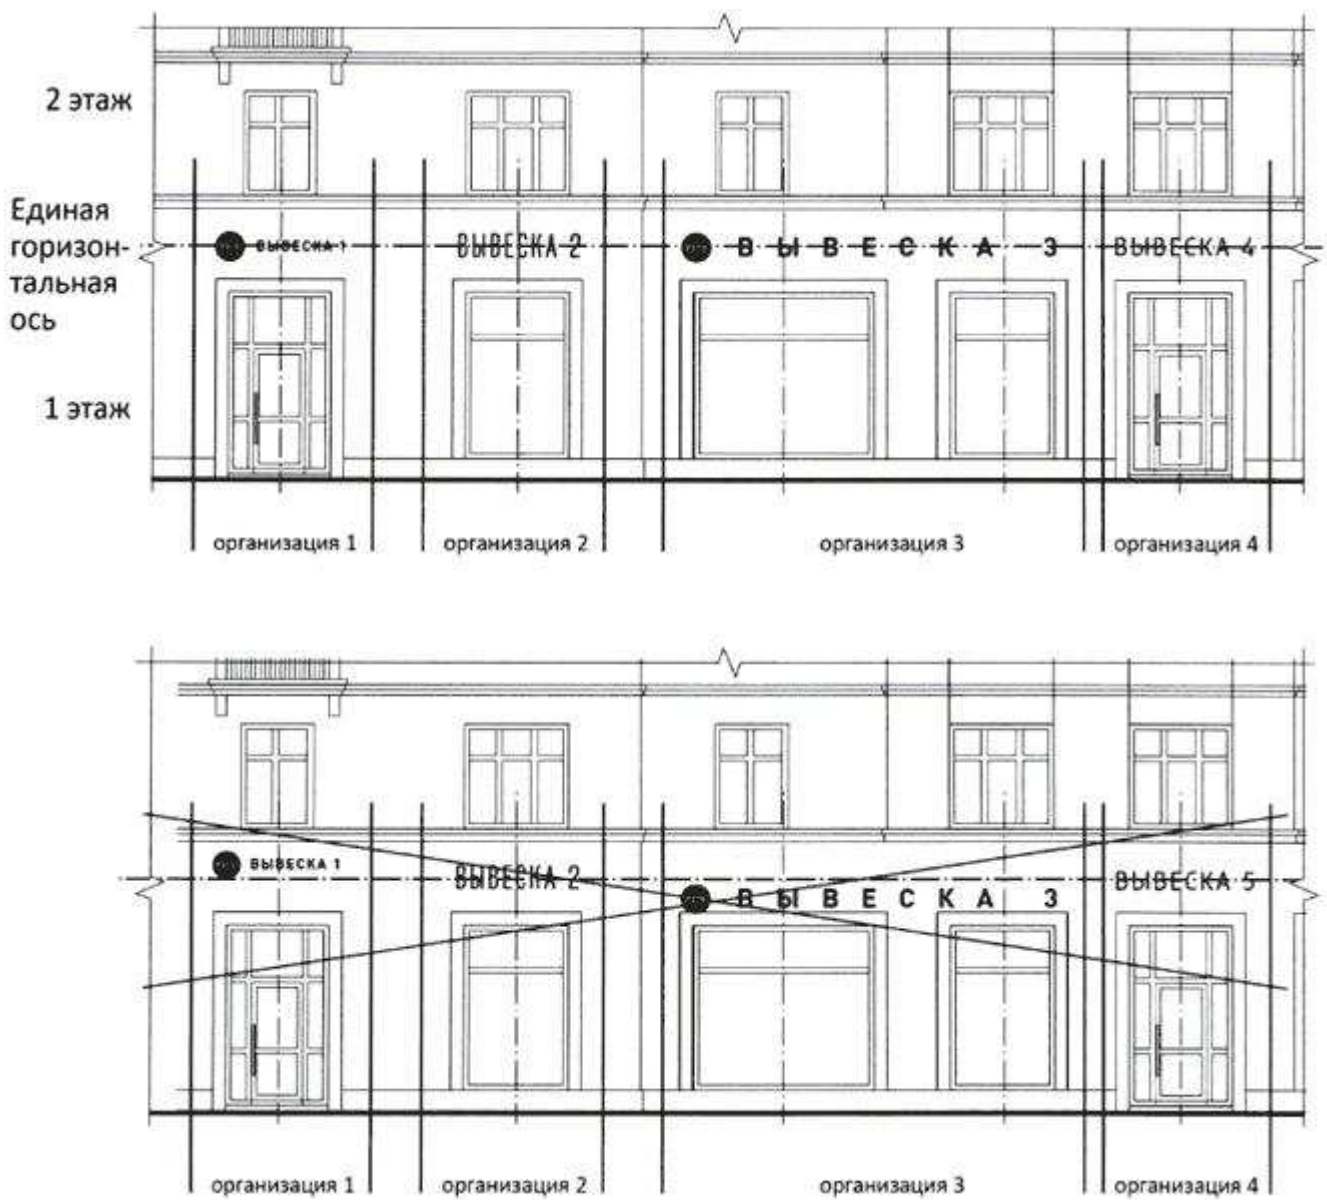 2 этаж
Единая
горизон-
тальная
ось
ВЫВЕСКА 1 ВЫВЕСКА 2 ВЫВЕСКА 3 ВЫВЕСКА 4
1 этаж
организация 1 организация 2 организация 3 организация 4
ВЫВЕСКА 1 ВЫВЕСКА 2 ВЫВЕСКА 3 ВЫВЕСКА 5
организация 1 организация 2 организация 3 организация 4